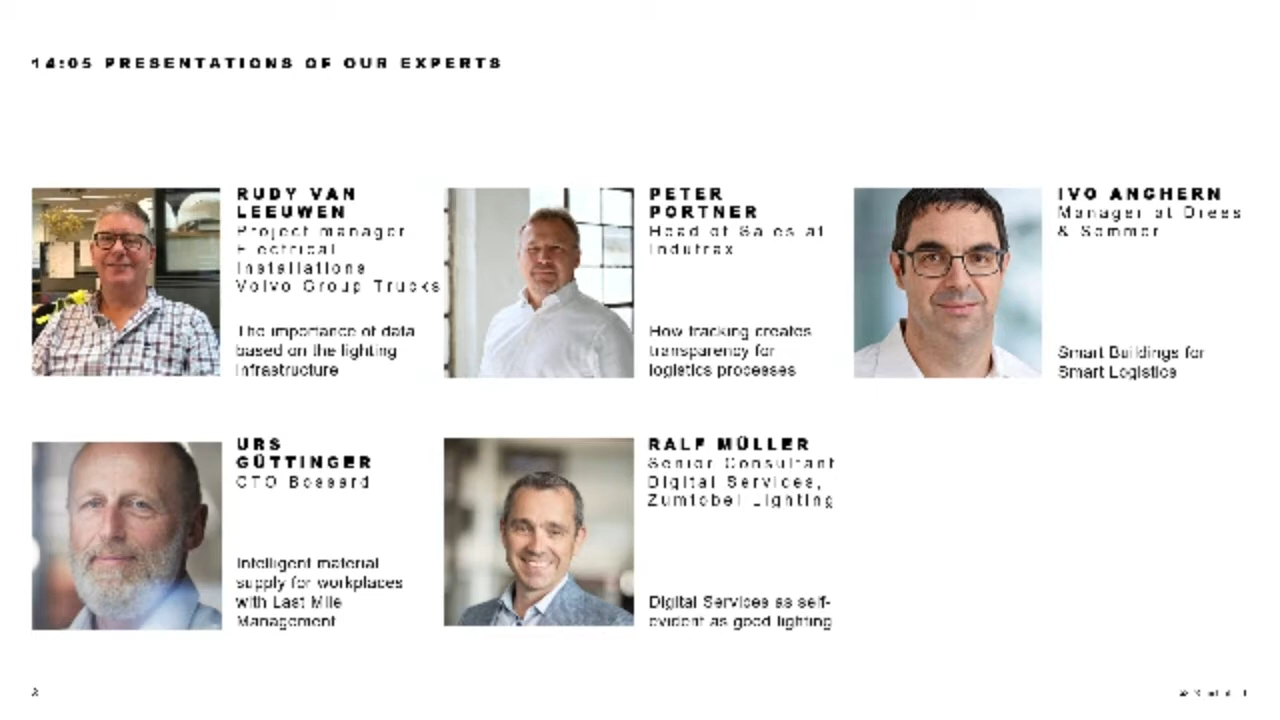 14:05 PRESENTATIONS OF OUR EXPERTS
RUDY VAN
LEEUWEN
Project manager
Electrical
Installations
Volvo Group Trucks
The importance of data
based on the lighting
infrastructure
PETER
PORTNER
Head of Sales at
Indutrax
How tracking creates
transparency for
logistics processes
IVO ANGHERN
Manager at Drees
& Sommer
Smart Buildings for
Smart Logistics
URS
GÜTTINGER
CTO Bossard
Intelligent material
supply for workplaces
with Last Mile
Management
RALF MÜLLER
Senior Consultant
Digital Services,
Zumtobel Lighting
Digital Services as self-
evident as good lighting